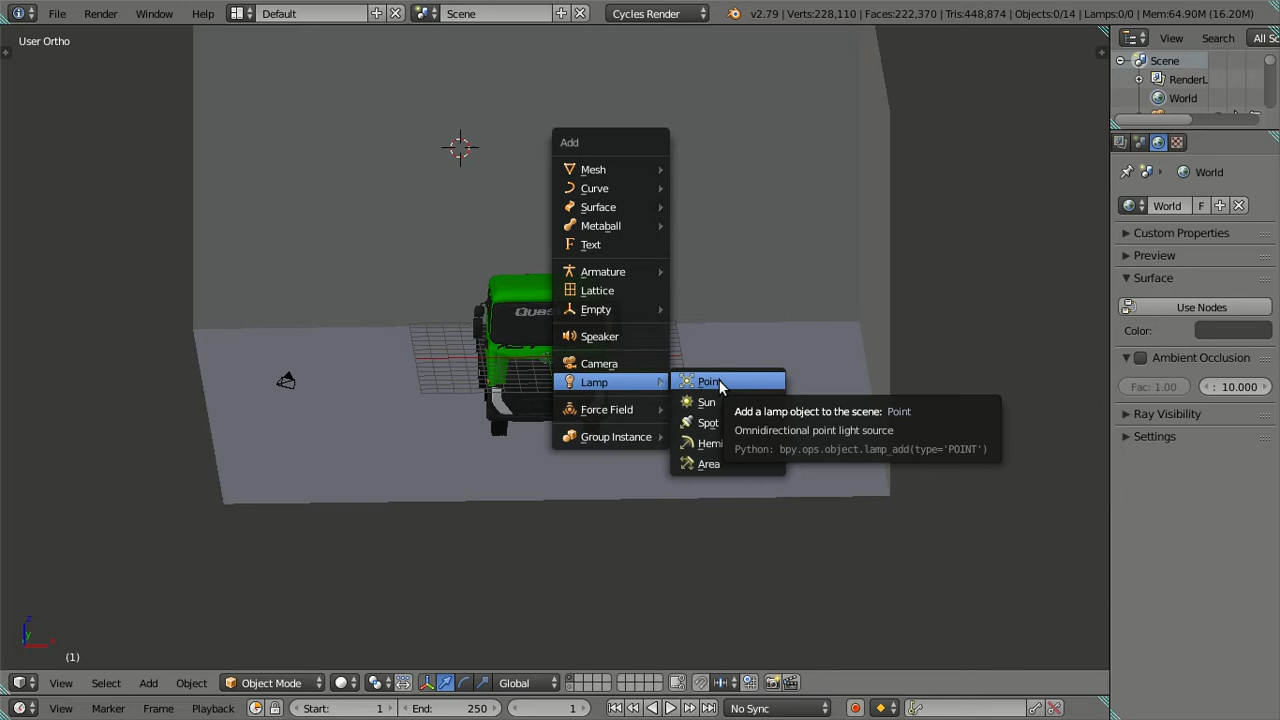 File Render Window Help Default Scene Cycles Render v2.79 | Verts:228,110 | Faces:222,370 | Tris:448,874 | Objects:0/14 | Lamps:0/0 | Mem:64.90M (16.20M)
User Ortho
View Search All Sc
Scene
RenderL
World
World
World F
Custom Properties
Preview
Surface
Use Nodes
Color:
Ambient Occlusion
Fac: 1.00 : 10.000
Ray Visibility
Settings
Add
Mesh
Curve
Surface
Metaball
Text
Armature
Lattice
Empty
Speaker
Camera
Lamp
Force Field
Group Instance
Point
Sun
Spot
Hemi
Area
Add a lamp object to the scene: Point
Omnidirectional point light source
Python: bpy.ops.object.lamp_add(type='POINT')
Ques
z
y
x
(1)
View Select Add Object Object Mode Global
View Marker Frame Playback Start: 1 End: 250 1 No Sync